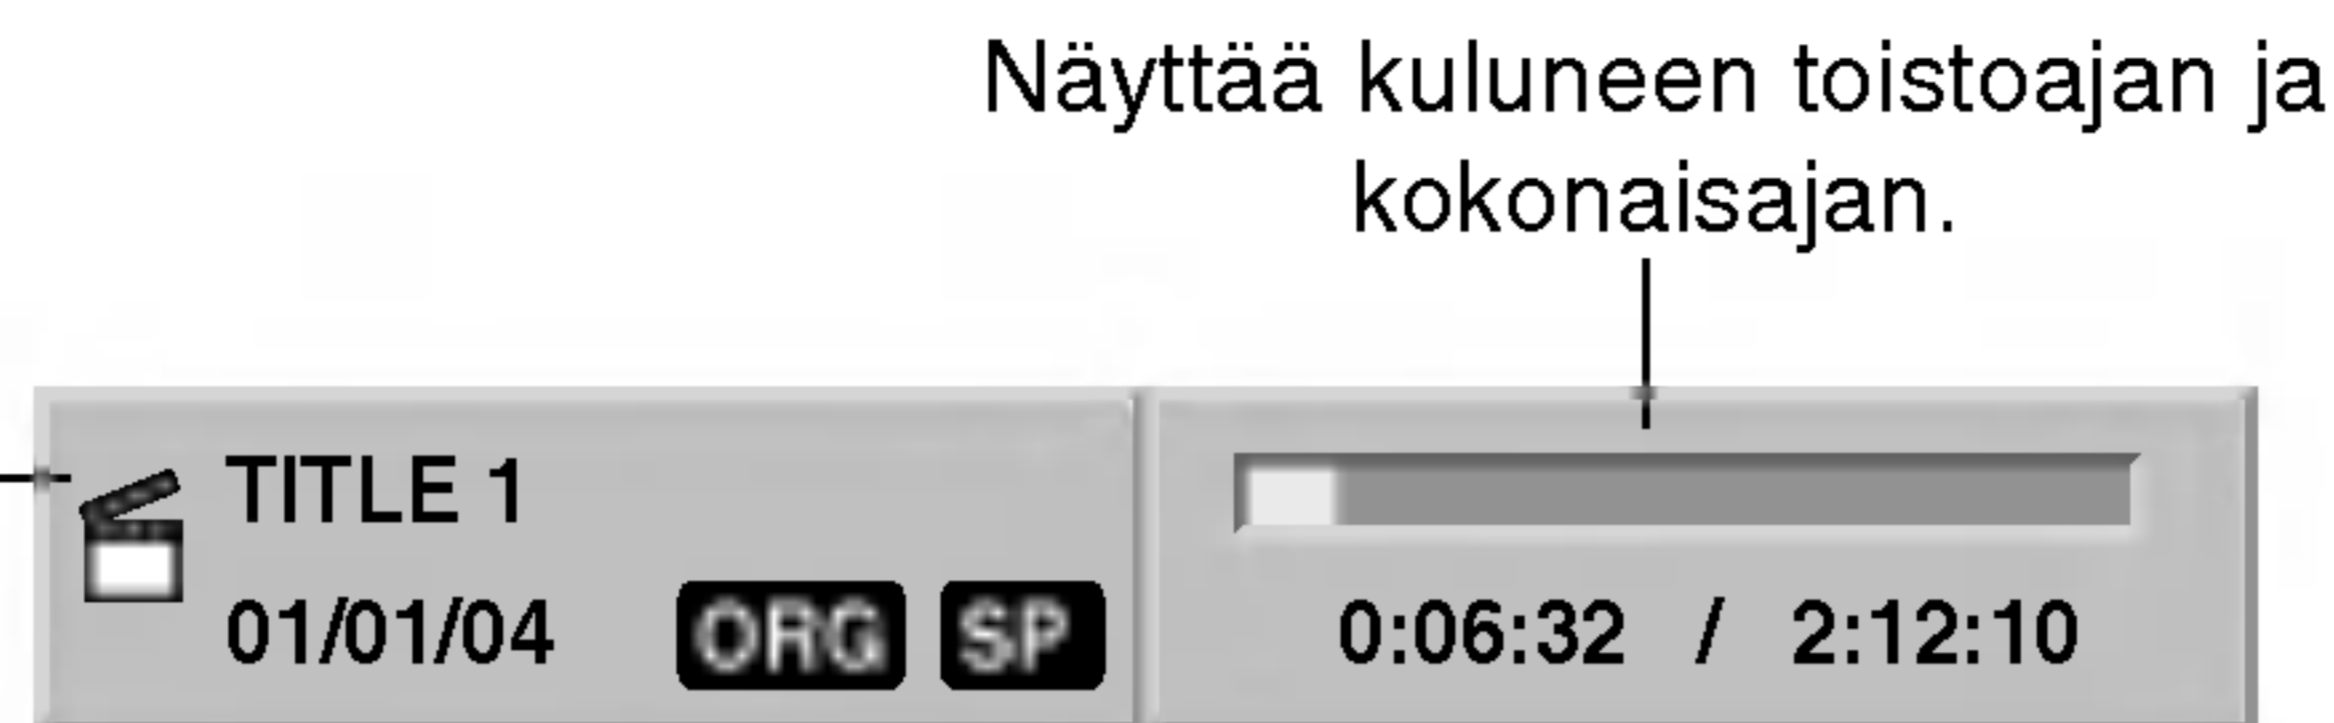 Näyttää kuluneen toistoajan ja
kokonaisajan.
TITLE 1
01/01/04 ORG SP
0:06:32 / 2:12:10